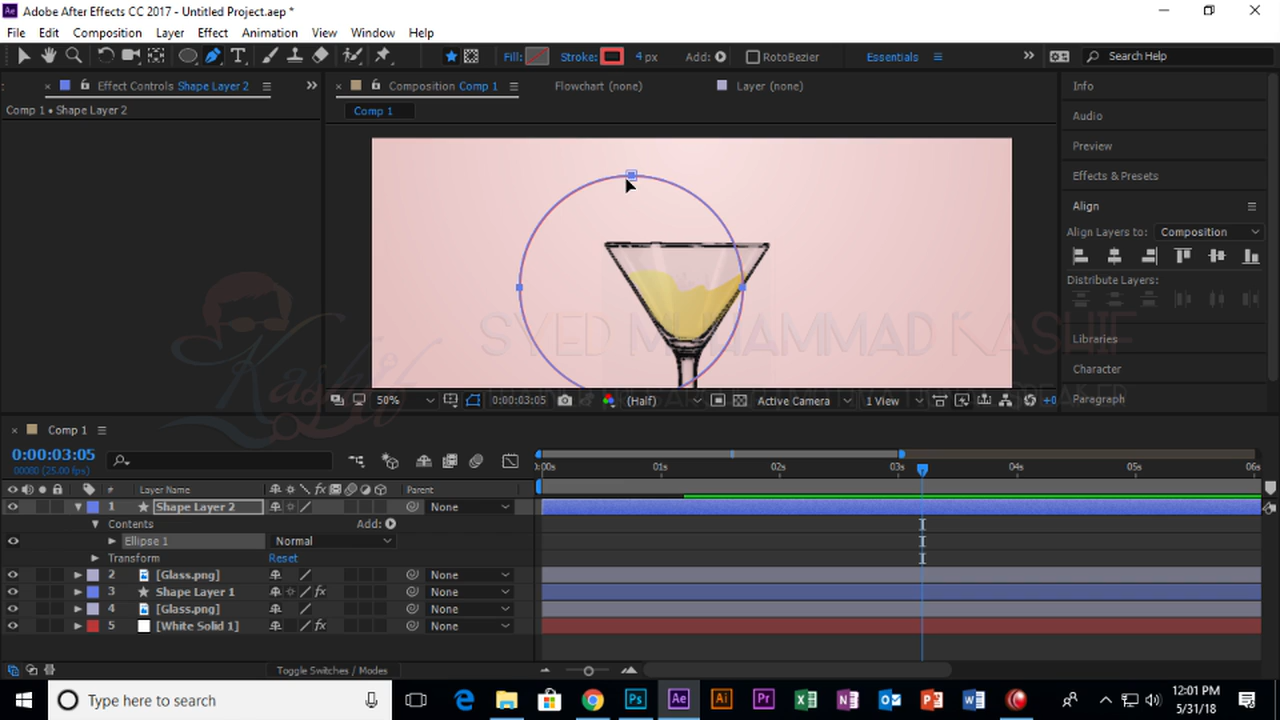 Adobe After Effects CC 2017 - Untitled Project.aep *
File Edit Composition Layer Effect Animation View Window Help
Fill: Stroke: 4 px Add: RotoBezier Essentials Search Help
Effect Controls Shape Layer 2 Composition Comp 1 Flowchart (none) Layer (none) Info
Comp 1 • Shape Layer 2 Comp 1
Audio
Preview
Effects & Presets
Align
Align Layers to: Composition
Distribute Layers:
SYED MUHAMMAD KASHIF
Kashif
Libraries
Character
Paragraph
50% 0:00:03:05 (Half) Active Camera 1 View +0
Comp 1
0:00:03:05
00080 (25.00 fps)
:00s 01s 02s 03s 04s 05s 06s
# Layer Name Parent
1 Shape Layer 2 None
Contents Add:
Ellipse 1 Normal
Transform Reset
2 [Glass.png] None
3 Shape Layer 1 None
4 [Glass.png] None
5 [White Solid 1] None
Toggle Switches / Modes
Type here to search
12:01 PM
5/31/18